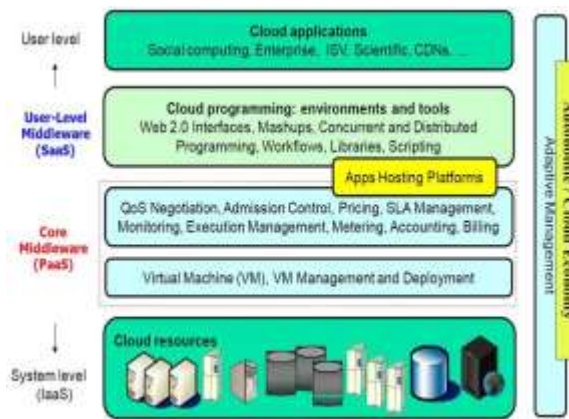 User level
Cloud applications
Social computing, Enterprise, ISV, Scientific, CDNs, ...
User-Level
Middleware
(SaaS)
Cloud programming: environments and tools
Web 2.0 Interfaces, Mashups, Concurrent and Distributed
Programming, Workflows, Libraries, Scripting
Apps Hosting Platforms
Core
Middleware
(PaaS)
QoS Negotiation, Admission Control, Pricing, SLA Management,
Monitoring, Execution Management, Metering, Accounting, Billing
Virtual Machine (VM), VM Management and Deployment
System level
(IaaS)
Cloud resources
Adaptive Management
Autonomic / Cloud Economy